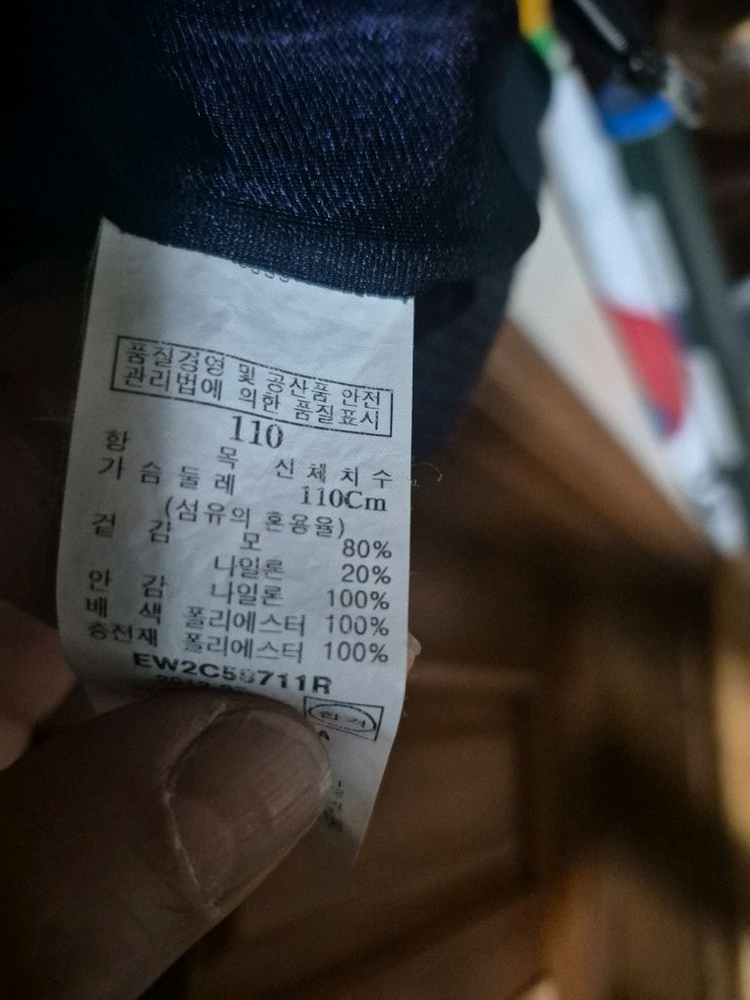 품질경영 및 공산품 안전
관리법에 의한 품질표시
110
항 목 신체치수
가슴둘레 110Cm
(섬유의 혼용율)
겉 감 모 80%
나일론 20%
안 감 나일론 100%
배 색 폴리에스터 100%
충전재 폴리에스터 100%